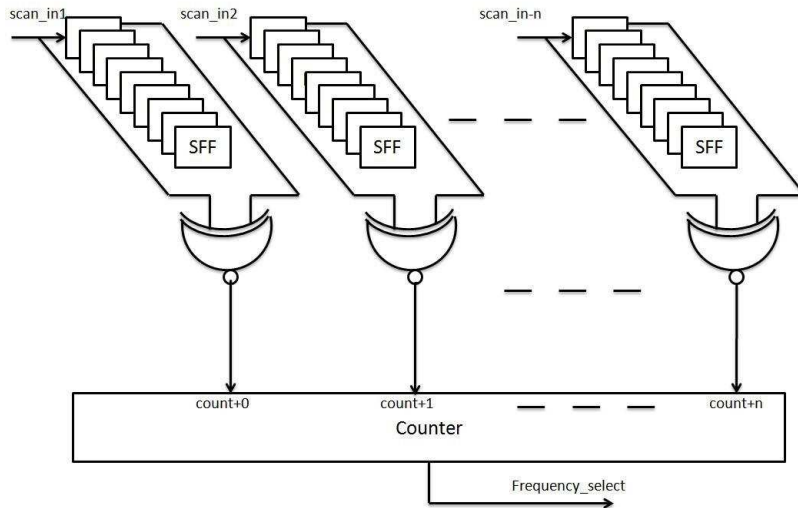 scan_in1
scan_in2
scan_in-n
SFF
SFF
SFF
count+0
count+1
count+n
Counter
Frequency_select